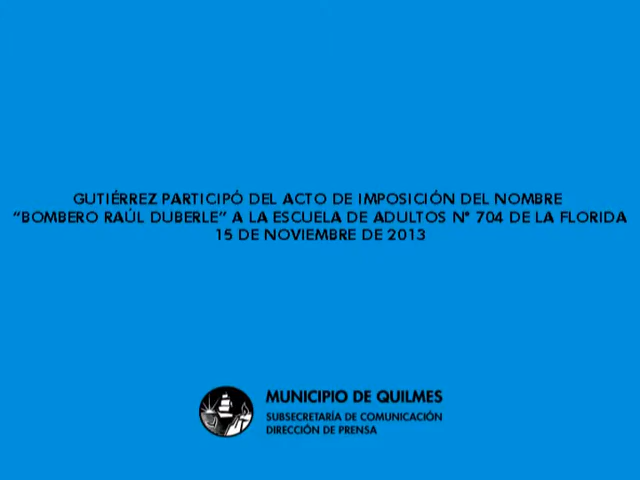 GUTIÉRREZ PARTICIPÓ DEL ACTO DE IMPOSICIÓN DEL NOMBRE
“BOMBERO RAÚL DUBERLE” A LA ESCUELA DE ADULTOS N° 704 DE LA FLORIDA
15 DE NOVIEMBRE DE 2013
MUNICIPIO DE QUILMES
SUBSECRETARÍA DE COMUNICACIÓN
DIRECCIÓN DE PRENSA